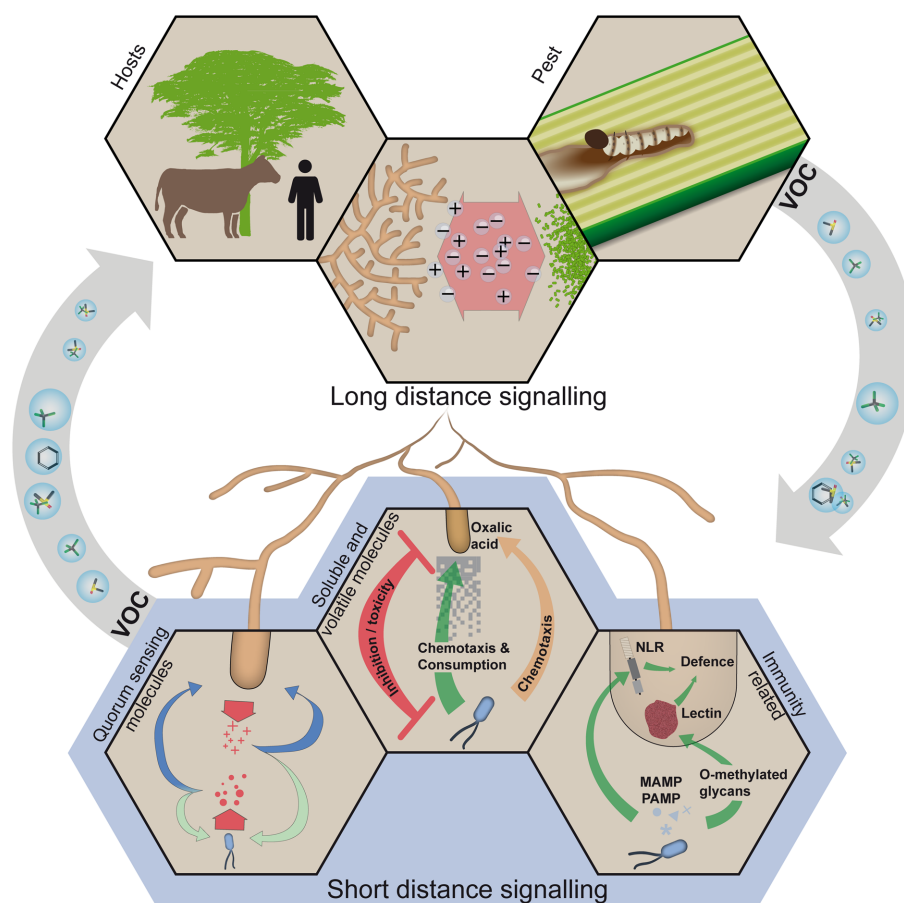 Hosts
Pest
VOC
Long distance signalling
VOC
Soluble and
volatile molecules
Oxalic
acid
Inhibition / toxicity
Chemotaxis &
Consumption
Chemotaxis
Quorum sensing
molecules
Immunity
related
NLR
Defence
Lectin
MAMP
PAMP
O-methylated
glycans
Short distance signalling